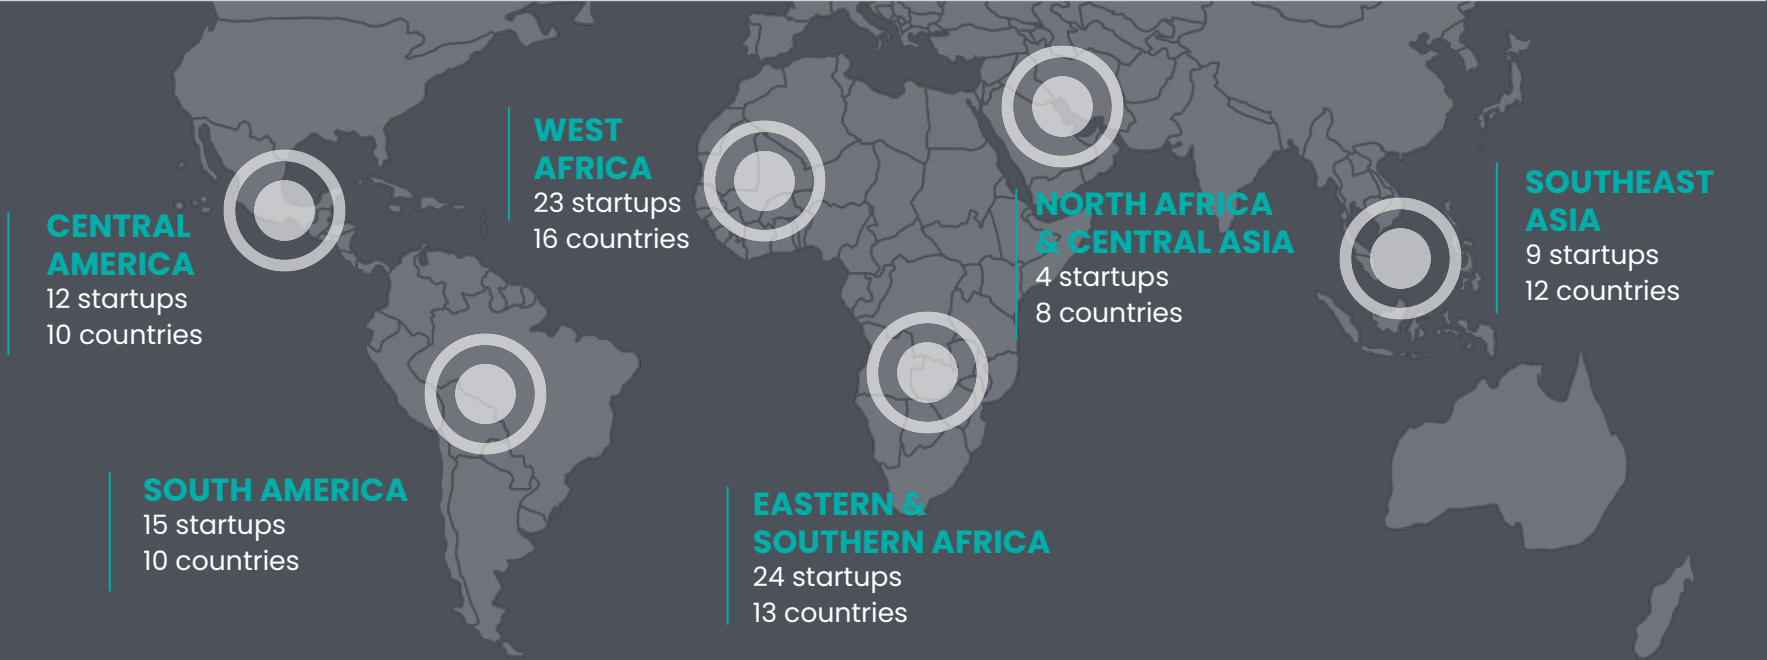 CENTRAL
AMERICA
12 startups
10 countries
SOUTH AMERICA
15 startups
10 countries
WEST
AFRICA
23 startups
16 countries
EASTERN &
SOUTHERN AFRICA
24 startups
13 countries
NORTH AFRICA
& CENTRAL ASIA
4 startups
8 countries
SOUTHEAST
ASIA
9 startups
12 countries